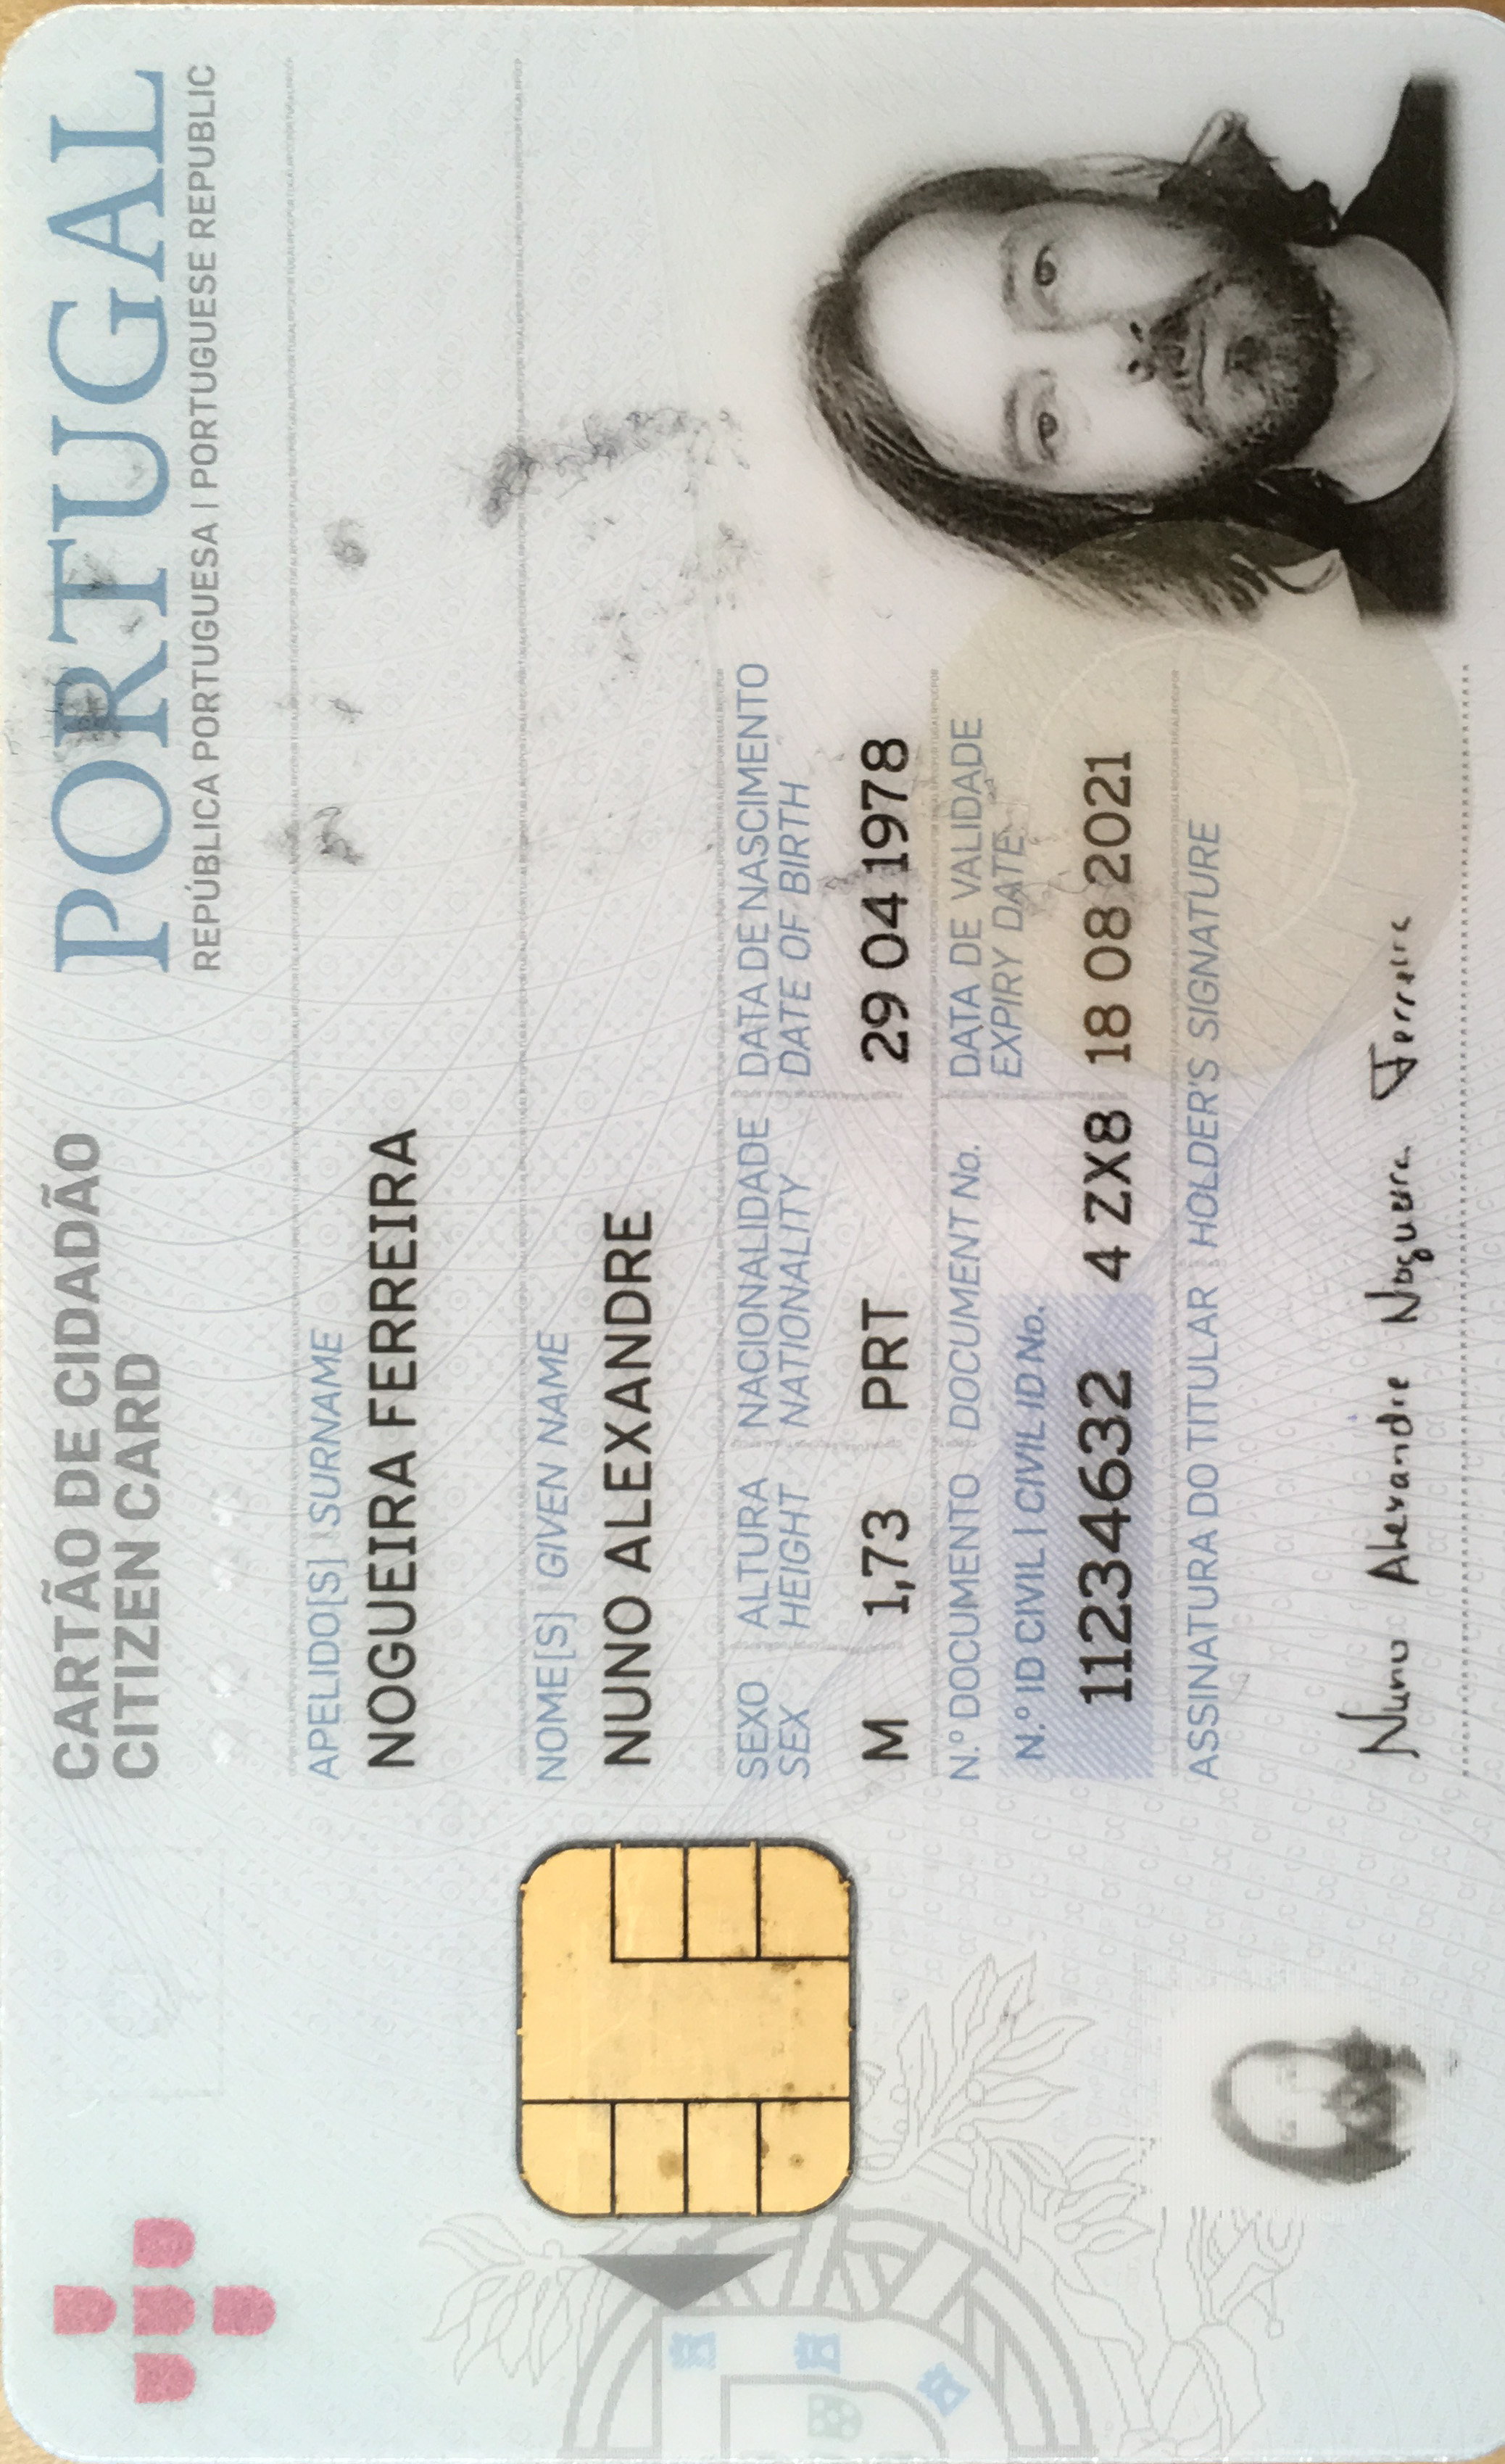 CARTÃO DE CIDADÃO
CITIZEN CARD
PORTUGAL
REPÚBLICA PORTUGUESA | PORTUGUESE REPUBLIC
APELIDO[S] | SURNAME
NOGUEIRA FERREIRA
NOME[S] | GIVEN NAME
NUNO ALEXANDRE
SEXO ALTURA NACIONALIDADE DATA DE NASCIMENTO
SEX HEIGHT NATIONALITY DATE OF BIRTH
M 1,73 PRT 29 04 1978
N.º DOCUMENTO DOCUMENT No. DATA DE VALIDADE
N.º ID CIVIL | CIVIL ID No. EXPIRY DATE
11234632 4 ZX8 18 08 2021
ASSINATURA DO TITULAR HOLDER'S SIGNATURE
Nuno Alexandre Nogueira Ferreira